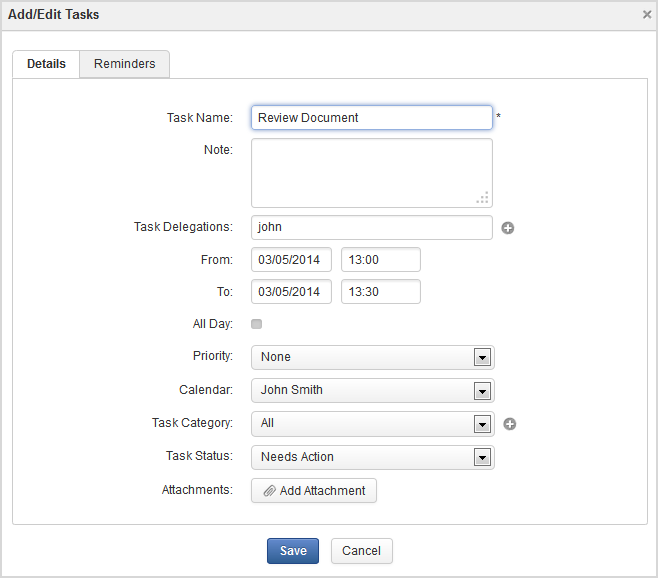 Add/Edit Tasks ×
Details Reminders
Task Name: Review Document *
Note:
Task Delegations: john
From: 03/05/2014 13:00
To: 03/05/2014 13:30
All Day:
Priority: None
Calendar: John Smith
Task Category: All
Task Status: Needs Action
Attachments: Add Attachment
Save Cancel